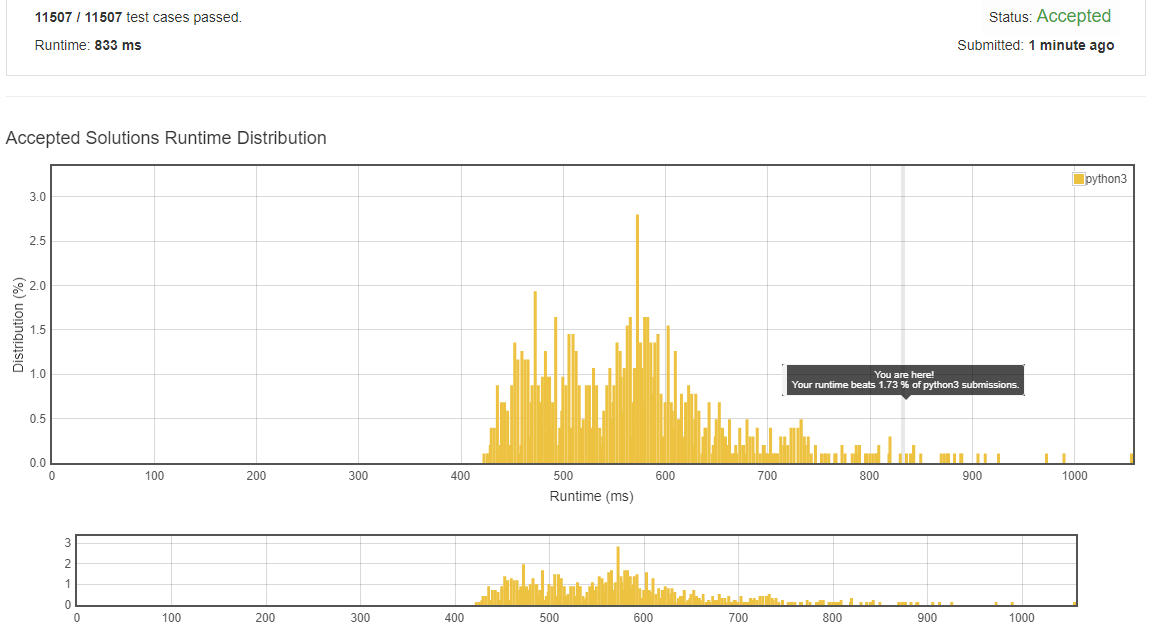 11507 / 11507 test cases passed.
Status: Accepted
Runtime: 833 ms
Submitted: 1 minute ago
Accepted Solutions Runtime Distribution
python3
3.0
2.5
2.0
1.5
1.0
0.5
0.0
Distribution (%)
You are here!
Your runtime beats 1.73 % of python3 submissions.
0 100 200 300 400 500 600 700 800 900 1000
Runtime (ms)
3
2
1
0
0 100 200 300 400 500 600 700 800 900 1000